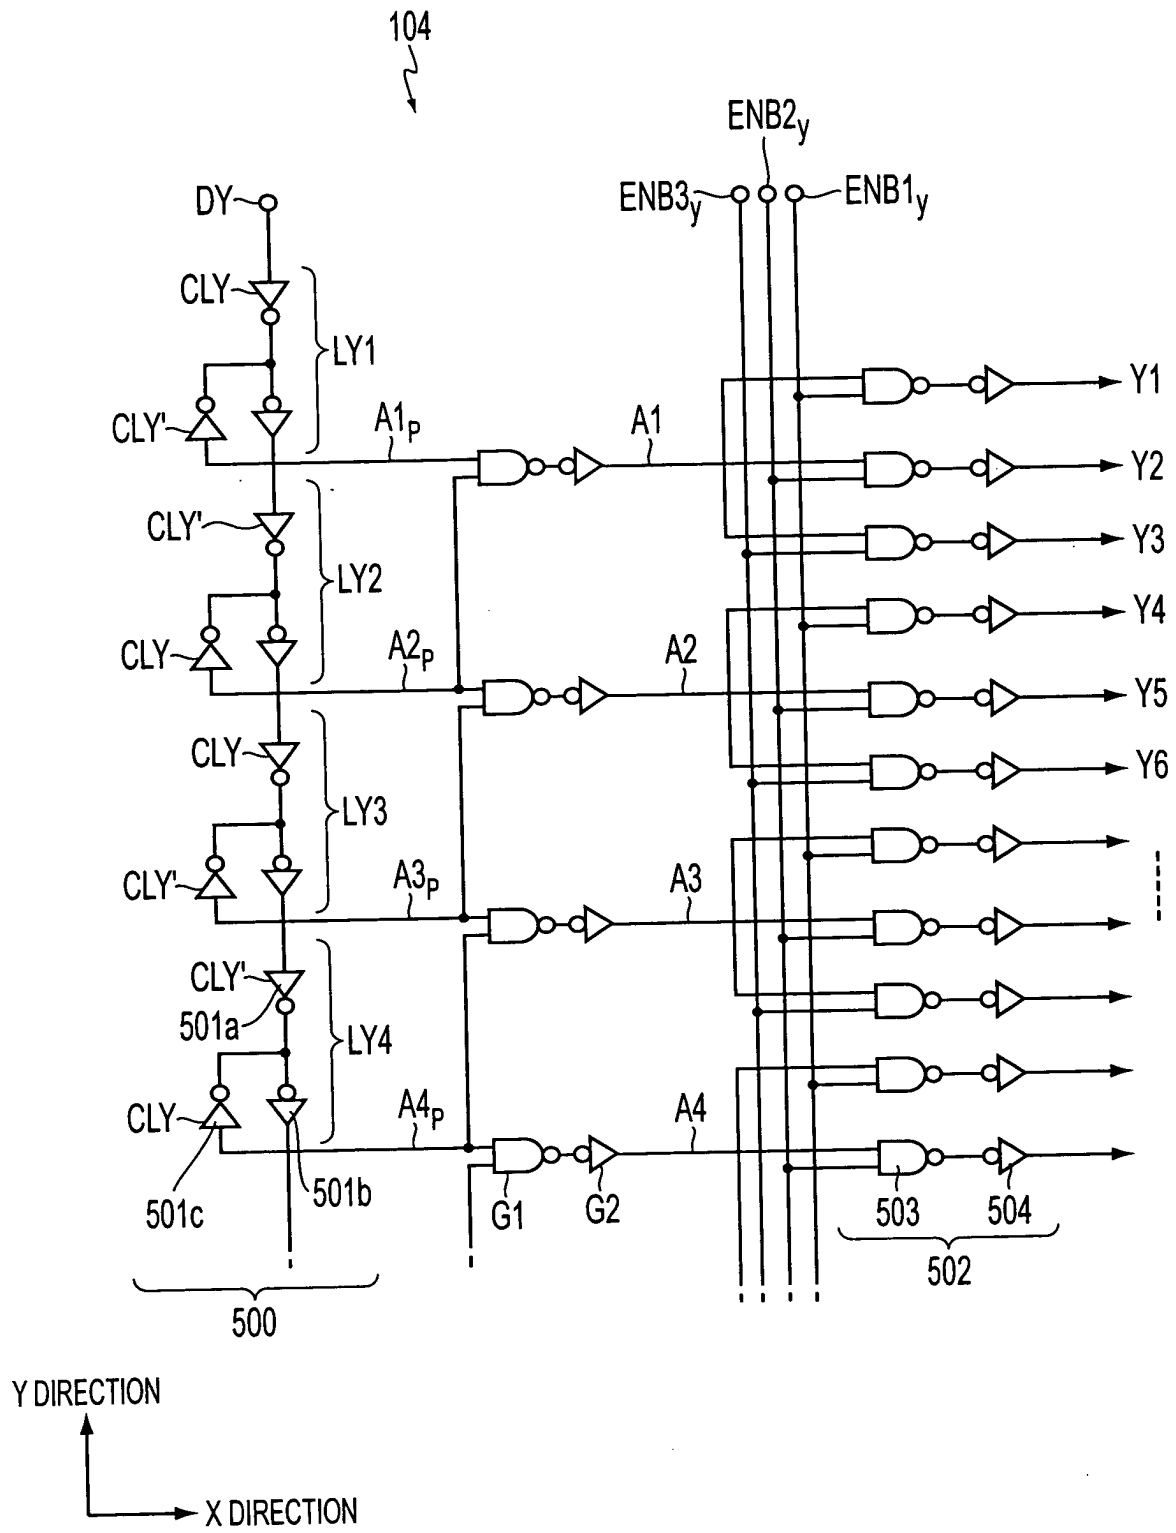 104
ENB2y
DY
ENB3y
ENB1y
CLY
LY1
Y1
CLY'
A1P
A1
Y2
CLY'
Y3
LY2
Y4
CLY
A2P
A2
Y5
CLY
Y6
LY3
CLY'
A3P
A3
CLY'
501a
LY4
CLY
A4P
A4
501c
501b
G1
G2
503
504
502
500
Y DIRECTION
X DIRECTION